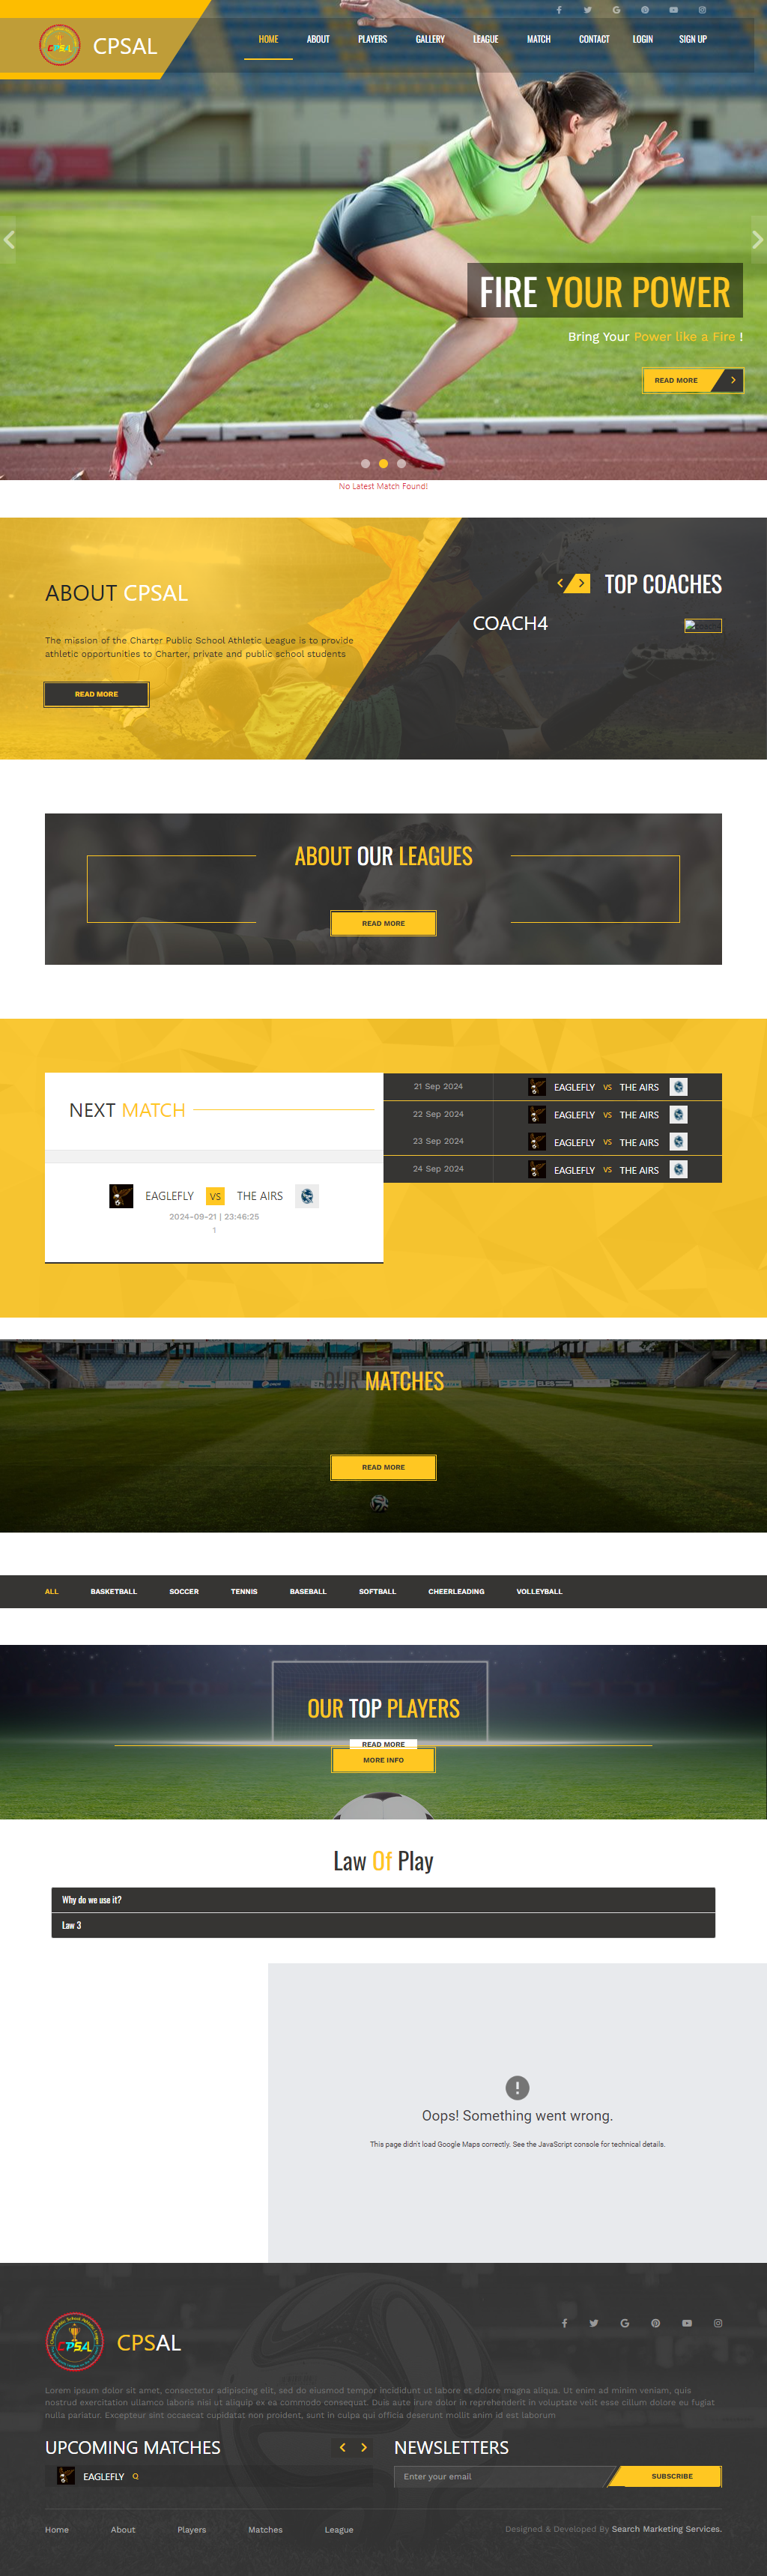 CPSAL
CPSAL
HOME ABOUT PLAYERS GALLERY LEAGUE MATCH CONTACT LOGIN SIGN UP
FIRE YOUR POWER
Bring Your Power like a Fire !
READ MORE
No Latest Match Found!
ABOUT CPSAL
The mission of the Charter Public School Athletic League is to provide
athletic opportunities to Charter, private and public school students
READ MORE
TOP COACHES
COACH4
ABOUT OUR LEAGUES
READ MORE
NEXT MATCH
EAGLEFLY VS THE AIRS
2024-09-21 | 23:46:25
1
21 Sep 2024 EAGLEFLY VS THE AIRS
22 Sep 2024 EAGLEFLY VS THE AIRS
23 Sep 2024 EAGLEFLY VS THE AIRS
24 Sep 2024 EAGLEFLY VS THE AIRS
OUR MATCHES
READ MORE
ALL BASKETBALL SOCCER TENNIS BASEBALL SOFTBALL CHEERLEADING VOLLEYBALL
OUR TOP PLAYERS
READ MORE
MORE INFO
Law Of Play
Why do we use it?
Law 3
Oops! Something went wrong.
This page didn't load Google Maps correctly. See the JavaScript console for technical details.
CPSAL
CPSAL
Lorem ipsum dolor sit amet, consectetur adipiscing elit, sed do eiusmod tempor incididunt ut labore et dolore magna aliqua. Ut enim ad minim veniam, quis
nostrud exercitation ullamco laboris nisi ut aliquip ex ea commodo consequat. Duis aute irure dolor in reprehenderit in voluptate velit esse cillum dolore eu fugiat
nulla pariatur. Excepteur sint occaecat cupidatat non proident, sunt in culpa qui officia deserunt mollit anim id est laborum
UPCOMING MATCHES
EAGLEFLY
NEWSLETTERS
Enter your email SUBSCRIBE
Home About Players Matches League
Designed & Developed By Search Marketing Services.